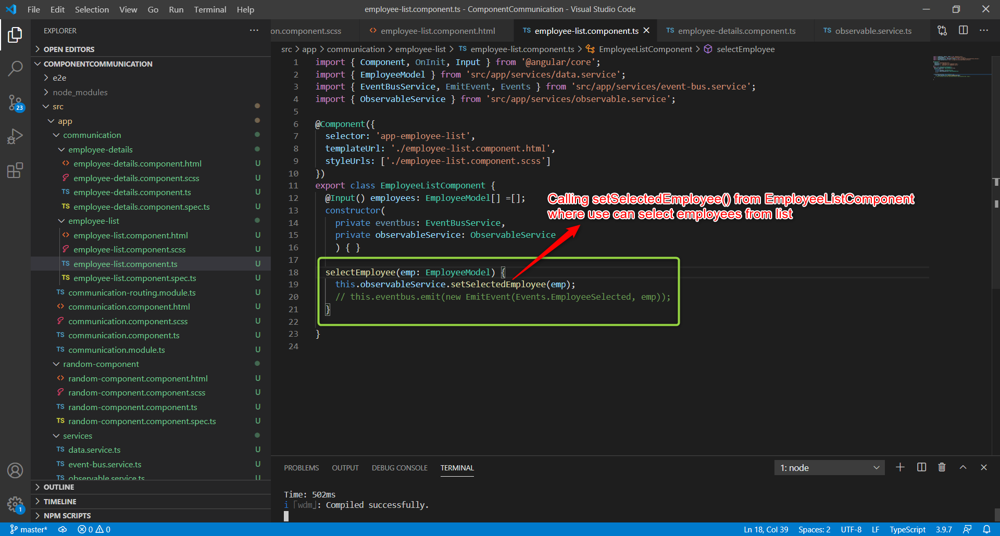 File Edit Selection View Go Run Terminal Help employee-list.component.ts - ComponentCommunication - Visual Studio Code
EXPLORER
OPEN EDITORS
COMPONENTCOMMUNICATION
e2e
node_modules
src
app
communication
employee-details
employee-details.component.html U
employee-details.component.scss U
employee-details.component.ts U
TS employee-details.component.spec.ts U
employee-list
employee-list.component.html U
employee-list.component.scss U
TS employee-list.component.ts U
TS employee-list.component.spec.ts U
TS communication-routing.module.ts U
communication.component.html U
communication.component.scss U
TS communication.component.ts U
TS communication.module.ts U
random-component
random-component.component.html U
random-component.component.scss U
TS random-component.component.ts U
TS random-component.component.spec.ts U
services
TS data.service.ts U
TS event-bus.service.ts U
TS observable.service.ts U
OUTLINE
TIMELINE
NPM SCRIPTS
23
1
on.component.scss employee-list.component.html TS employee-list.component.ts TS employee-details.component.ts TS observable.service.ts
src > app > communication > employee-list > TS employee-list.component.ts > EmployeeListComponent > selectEmployee
1 import { Component, OnInit, Input } from '@angular/core';
2 import { EmployeeModel } from 'src/app/services/data.service';
3 import { EventBusService, EmitEvent, Events } from 'src/app/services/event-bus.service';
4 import { ObservableService } from 'src/app/services/observable.service';
5
6 @Component({
7 selector: 'app-employee-list',
8 templateUrl: './employee-list.component.html',
9 styleUrls: ['./employee-list.component.scss']
10 })
11 export class EmployeeListComponent {
12 @Input() employees: EmployeeModel[] =[];
13 constructor(
14 private eventbus: EventBusService,
15 private observableService: ObservableService
16 ) { }
17
18 selectEmployee(emp: EmployeeModel) {
19 this.observableService.setSelectedEmployee(emp);
20 // this.eventbus.emit(new EmitEvent(Events.EmployeeSelected, emp));
21 }
22
23 }
24
Calling setSelectedEmployee() from EmployeeListComponent
where use can select employees from list
PROBLEMS OUTPUT DEBUG CONSOLE TERMINAL 1: node
Time: 502ms
i ｢wdm｣: Compiled successfully.
master* 0 0 Ln 18, Col 39 Spaces: 2 UTF-8 LF TypeScript 3.9.7